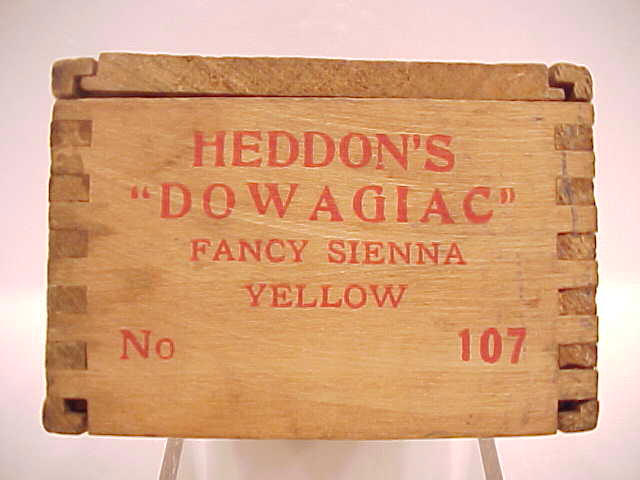 HEDDON'S
"DOWAGIAC"
FANCY SIENNA
YELLOW
No 107